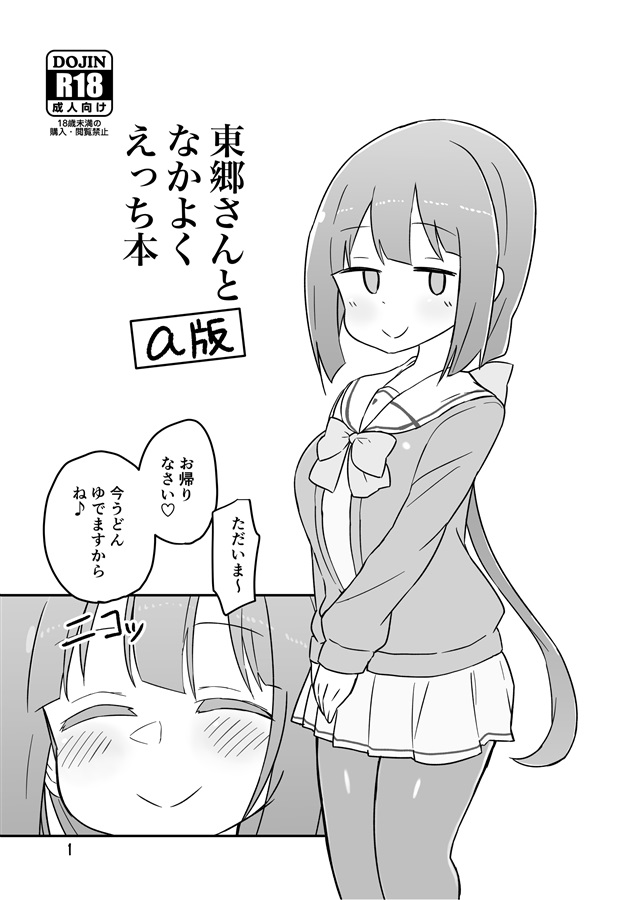 DOJIN
R18
成人向け
18歳未満の
購入・閲覧禁止
東郷さんと
なかよく
えっち本
a版
ただいま～
お帰り
なさい♡
今うどん
ゆでますから
ね♪
ニコッ
1